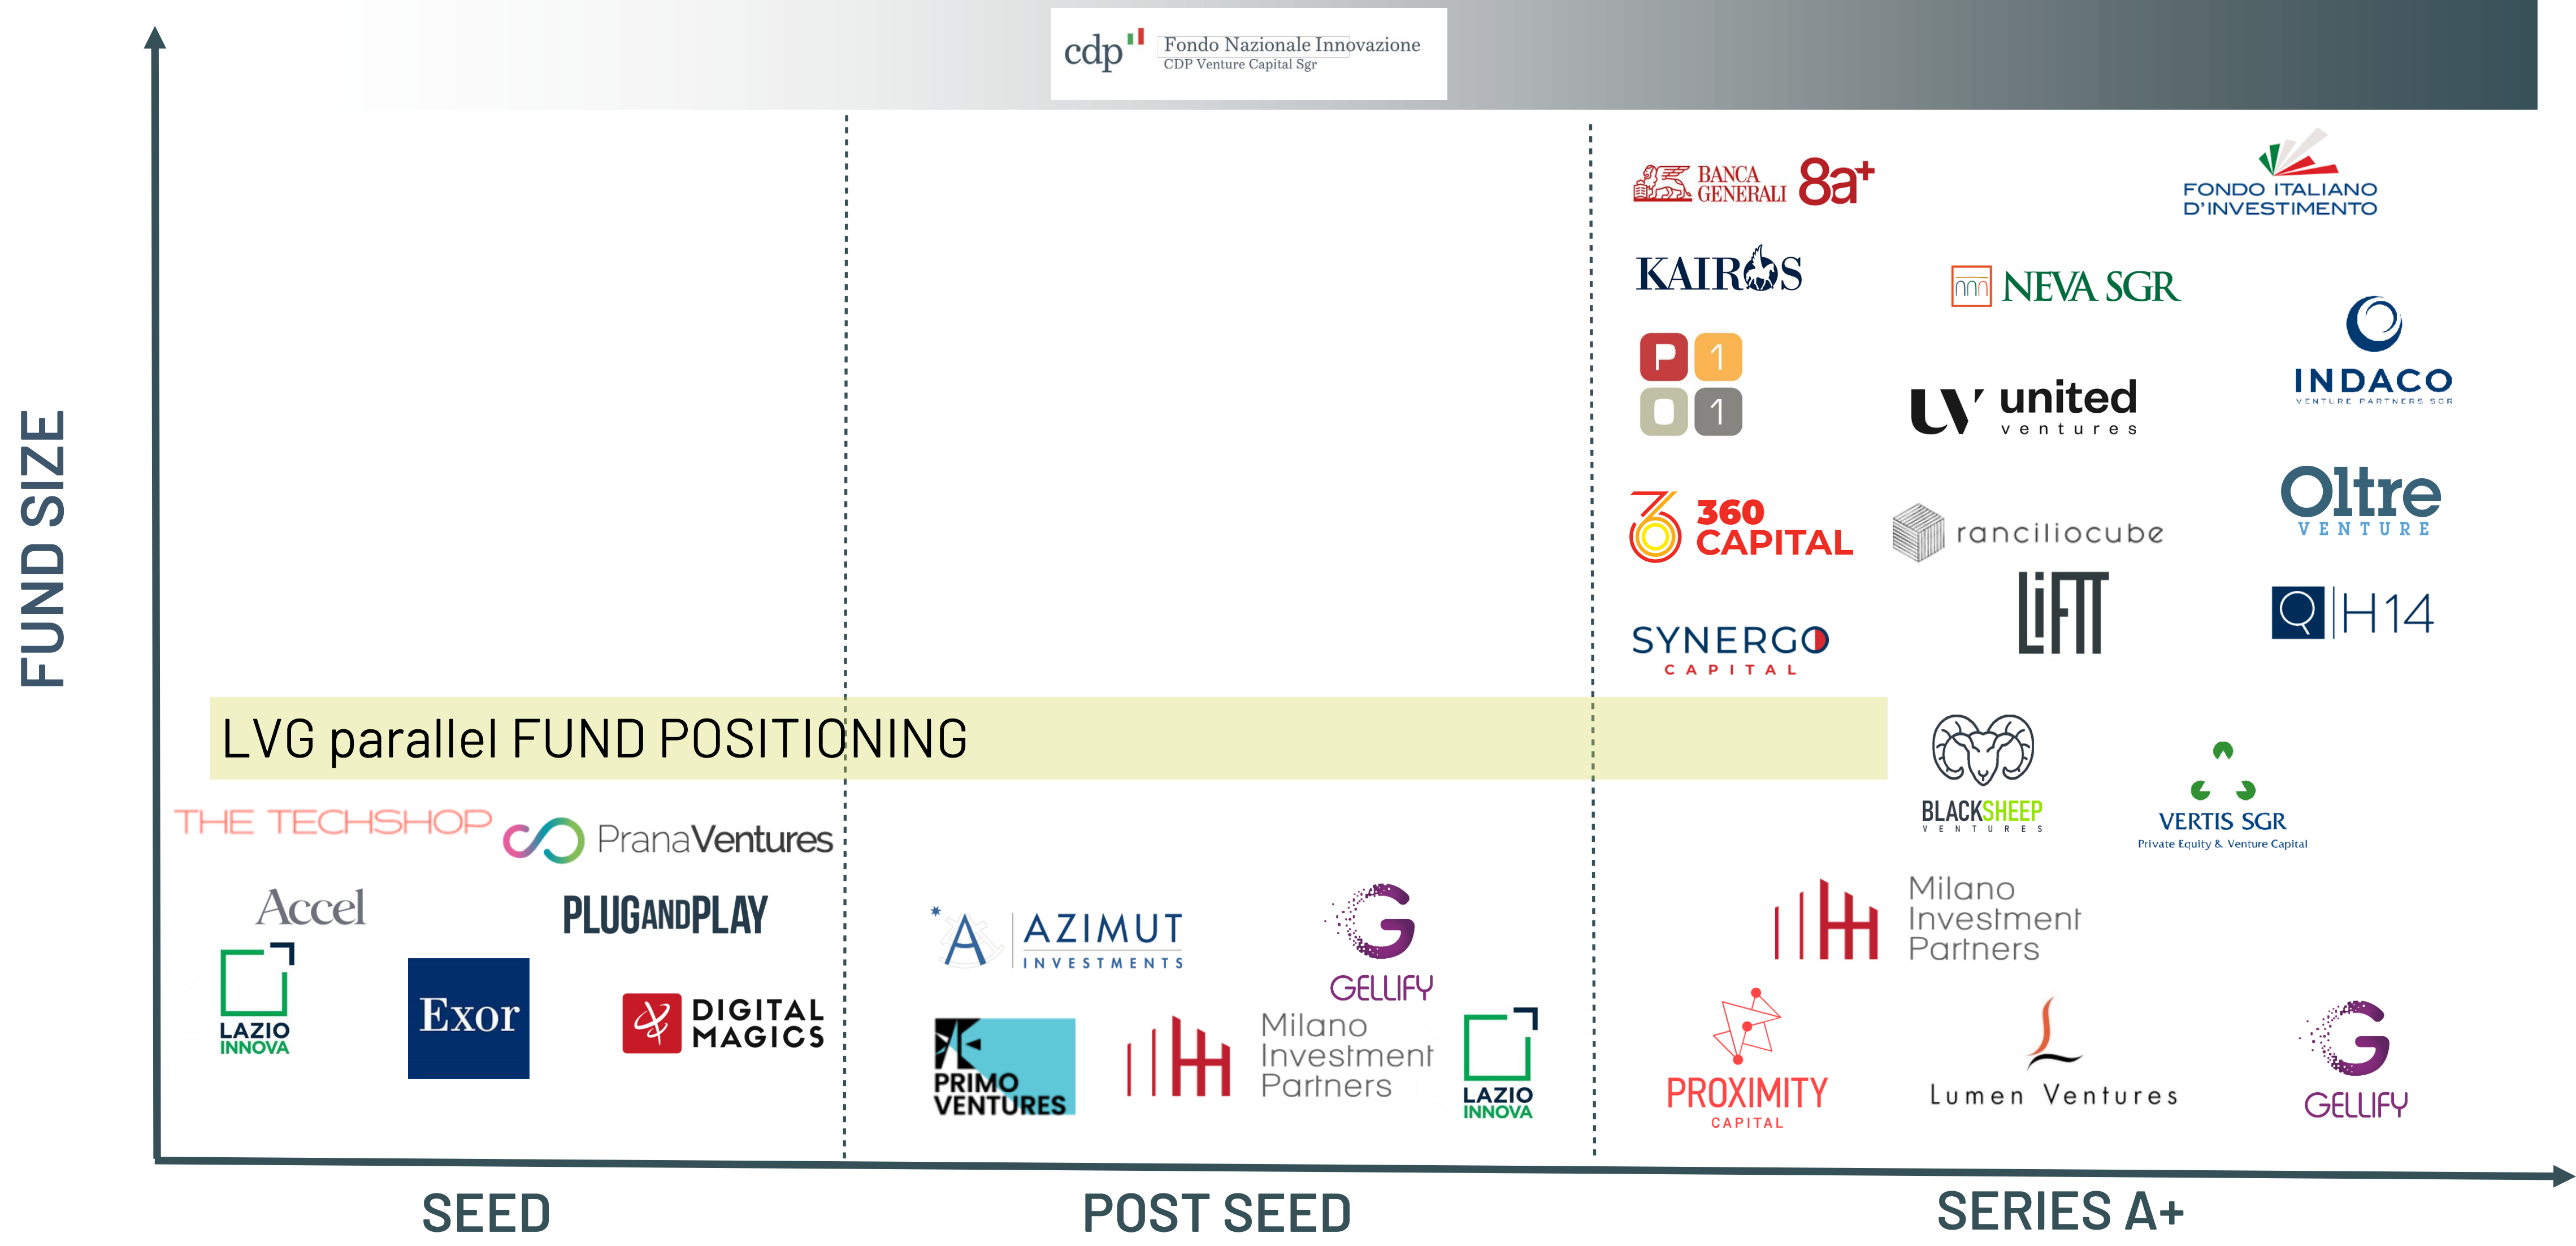 cdp
Fondo Nazionale Innovazione
CDP Venture Capital Sgr
FUND SIZE
BANCA
GENERALI
8a+
FONDO ITALIANO
D'INVESTIMENTO
KAIROS
NEVA SGR
INDACO
VENTURE PARTNERS SGR
P 1
0 1
uv united
ventures
360
CAPITAL
ranciliocube
Oltre
VENTURE
SYNERGO
CAPITAL
LiFTT
Q H14
LVG parallel FUND POSITIONING
BLACKSHEEP
VENTURES
VERTIS SGR
Private Equity & Venture Capital
THE TECHSHOP
PranaVentures
Accel
PLUGANDPLAY
LAZIO
INNOVA
Exor
DIGITAL
MAGICS
A AZIMUT
INVESTMENTS
G
GELLIFY
PRIMO
VENTURES
Milano
Investment
Partners
LAZIO
INNOVA
Milano
Investment
Partners
PROXIMITY
CAPITAL
Lumen Ventures
G
GELLIFY
SEED
POST SEED
SERIES A+